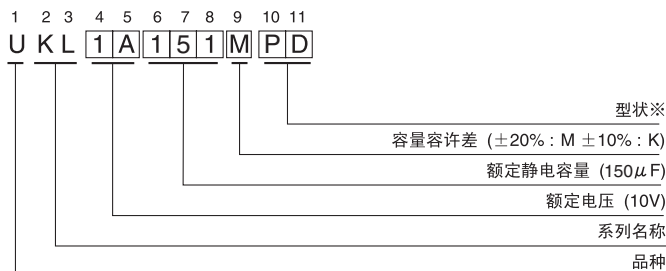 1 2 3 4 5 6 7 8 9 10 11
U K L 1 A 1 5 1 M P D
型状※
容量容许差 (±20% : M ±10% : K)
额定静电容量 (150μF)
额定电压 (10V)
系列名称
品种